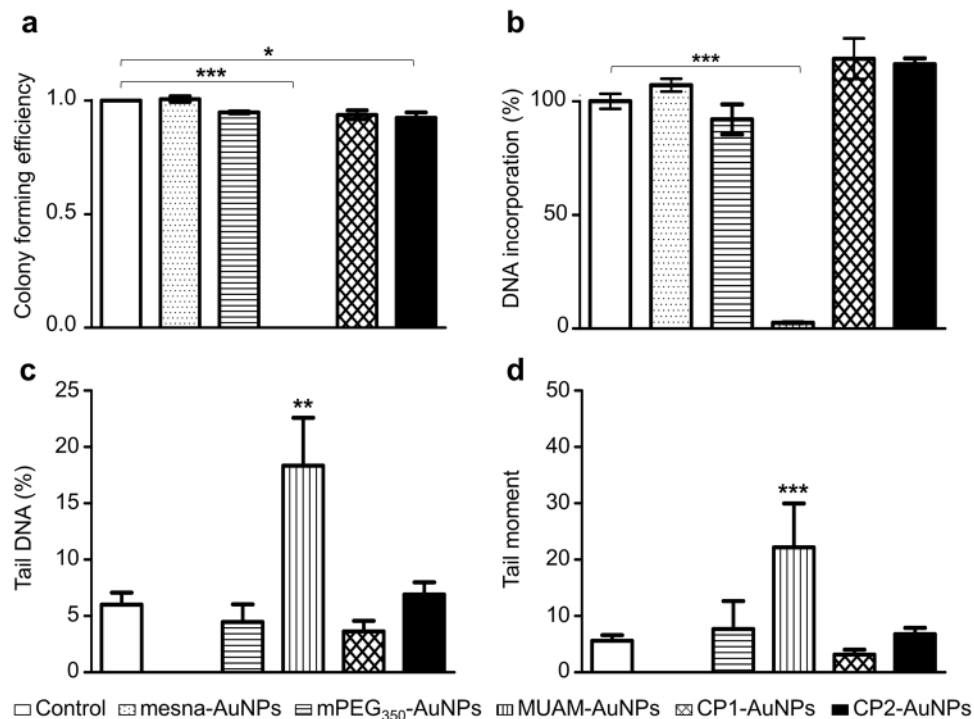 a
*
***
1.0
0.5
0.0
Colony forming efficiency
b
***
100
50
0
DNA incorporation (%)
c
25
20
15
10
5
0
**
Tail DNA (%)
d
50
40
30
20
10
0
***
Tail moment
Control mesna-AuNPs mPEG350-AuNPs MUAM-AuNPs CP1-AuNPs CP2-AuNPs